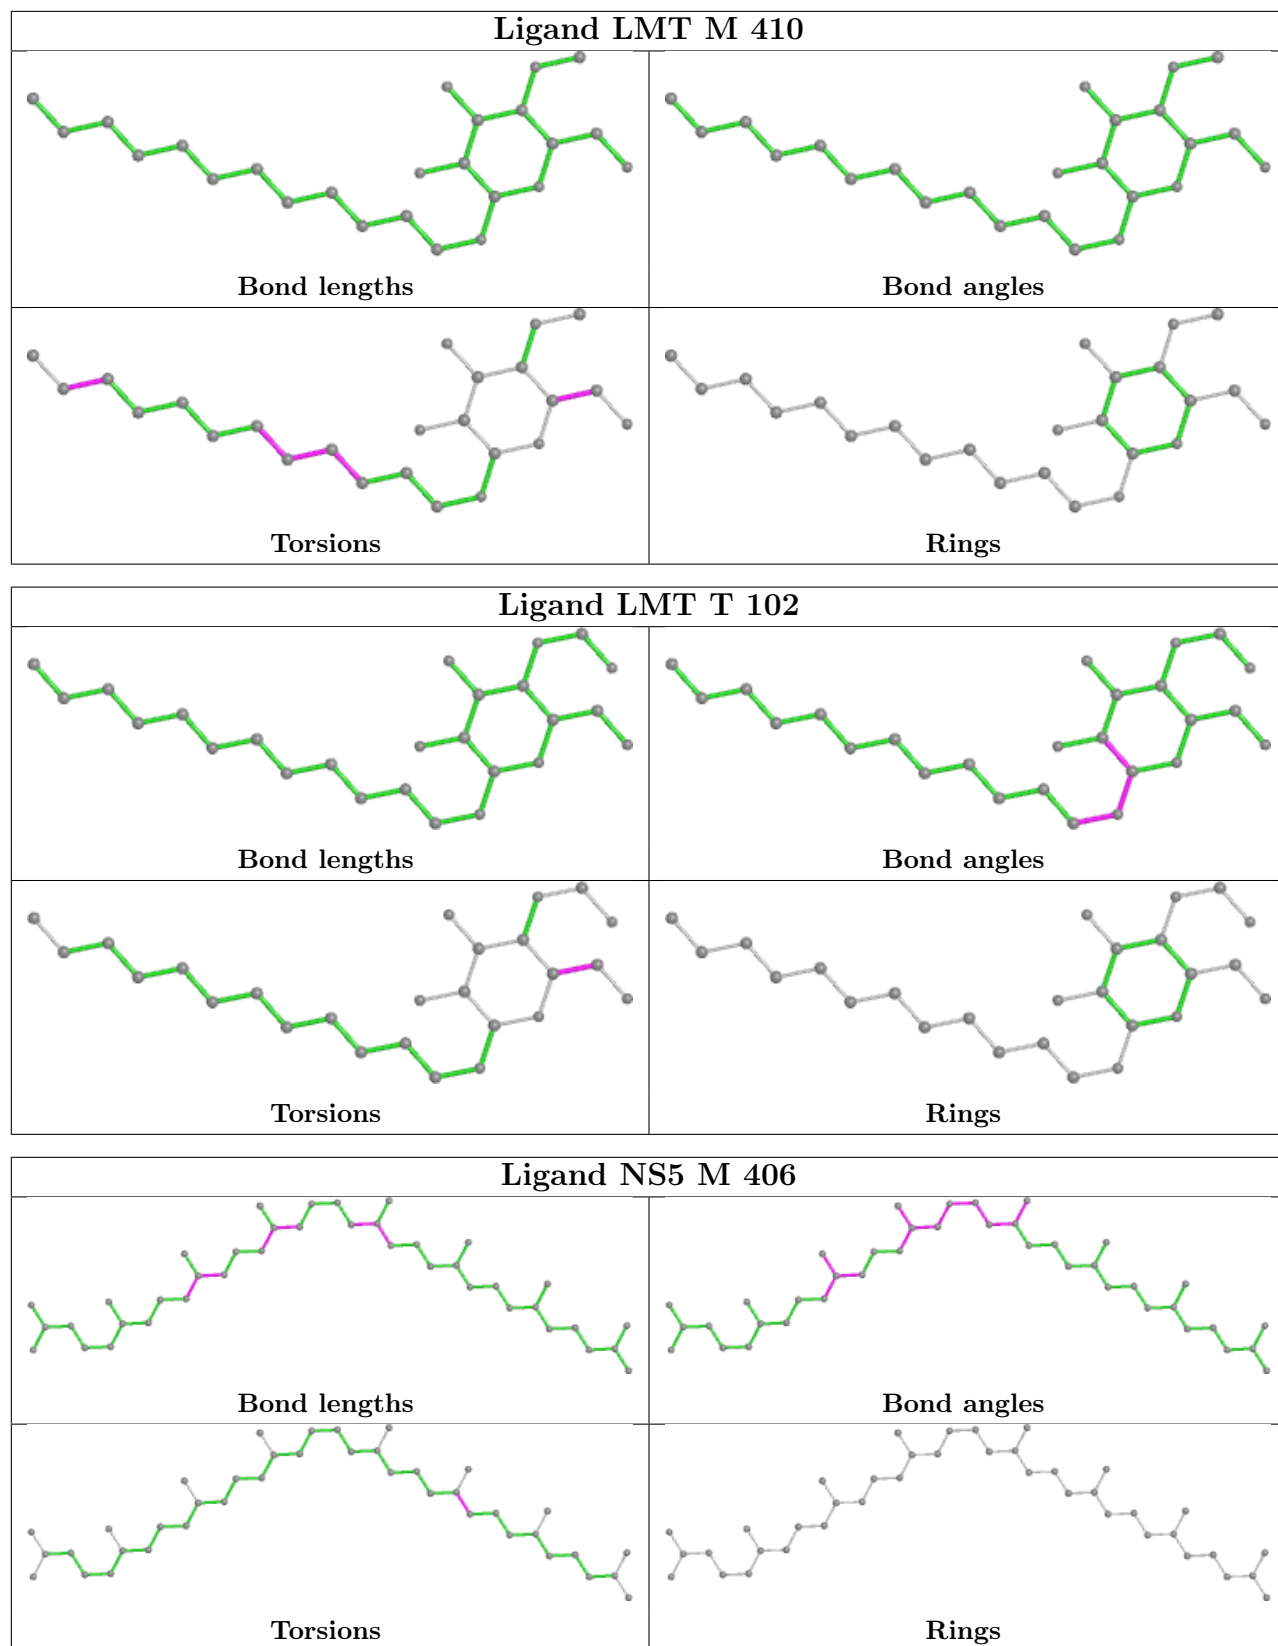 Ligand LMT M 410
Bond lengths
Bond angles
Torsions
Rings
Ligand LMT T 102
Bond lengths
Bond angles
Torsions
Rings
Ligand NS5 M 406
Bond lengths
Bond angles
Torsions
Rings